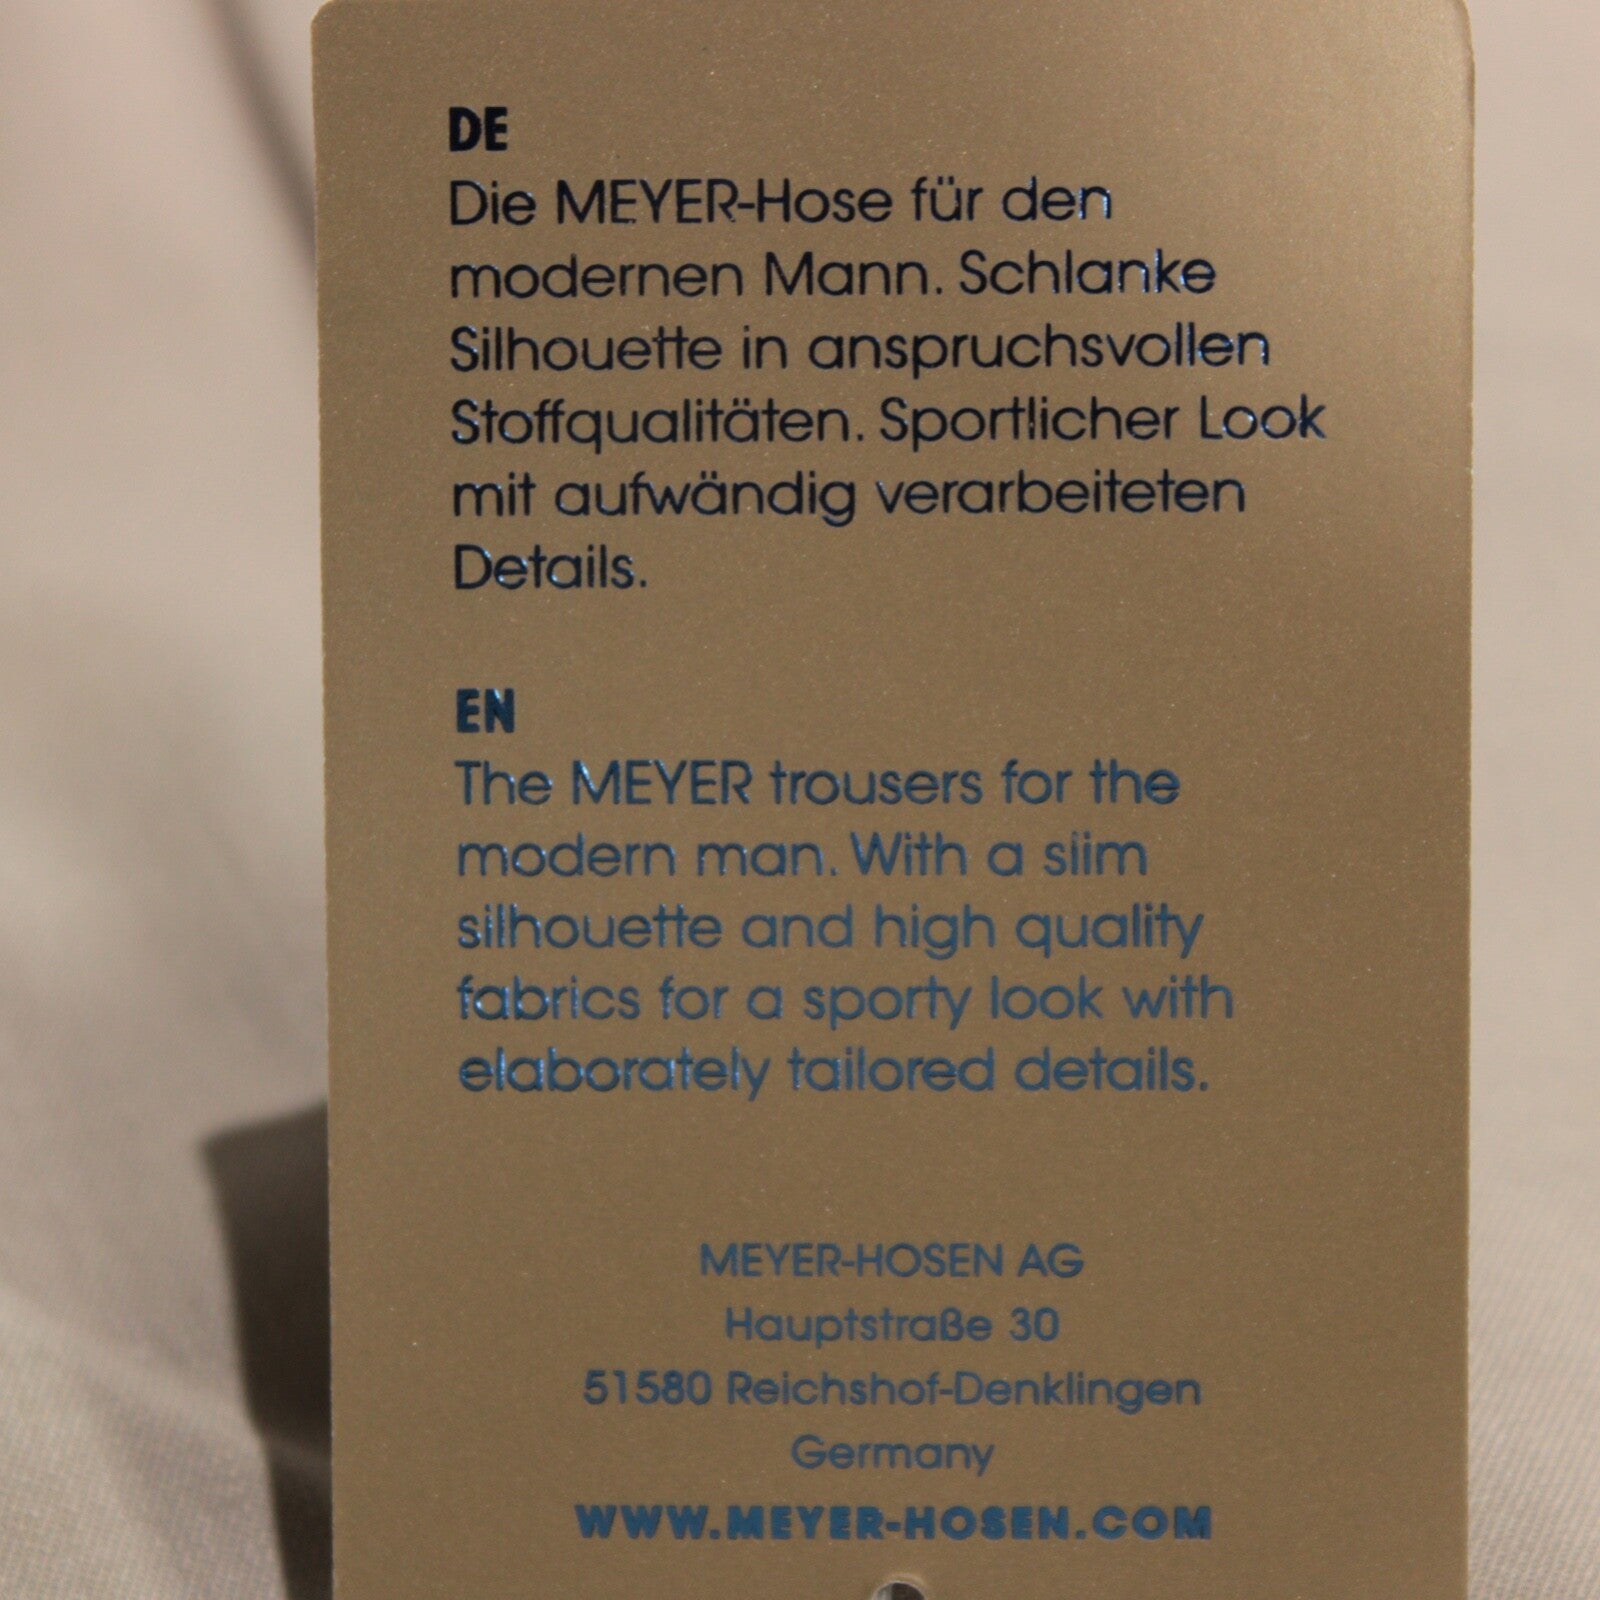 DE
Die MEYER-Hose für den
modernen Mann. Schlanke
Silhouette in anspruchsvollen
Stoffqualitäten. Sportlicher Look
mit aufwändig verarbeiteten
Details.
EN
The MEYER trousers for the
modern man. With a slim
silhouette and high quality
fabrics for a sporty look with
elaborately tailored details.
MEYER-HOSEN AG
Hauptstraße 30
51580 Reichshof-Denklingen
Germany
WWW.MEYER-HOSEN.COM